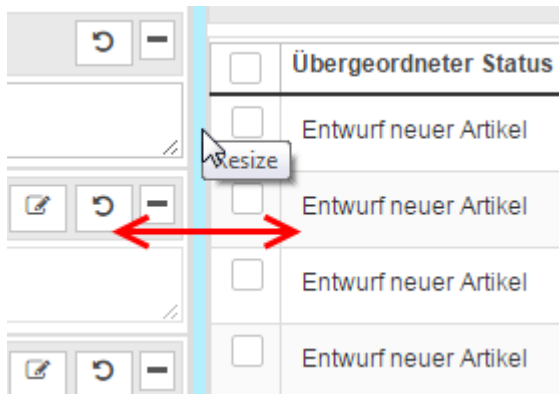 Übergeordneter Status
Entwurf neuer Artikel
Resize
Entwurf neuer Artikel
Entwurf neuer Artikel
Entwurf neuer Artikel